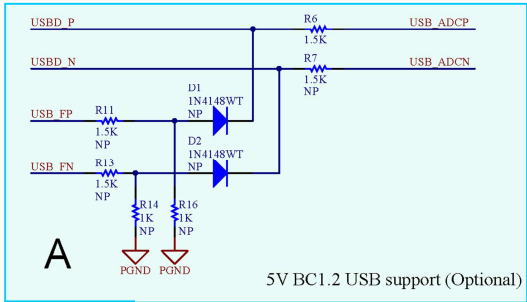 USBD_P
R6
USB_ADCP
1.5K
USBD_N
R7
USB_ADCN
1.5K
NP
D1
1N4148WT
NP
USB_FP
R11
1.5K
NP
D2
1N4148WT
NP
USB_FN
R13
1.5K
NP
R14
1K
NP
R16
1K
NP
A
PGND
PGND
5V BC1.2 USB support (Optional)